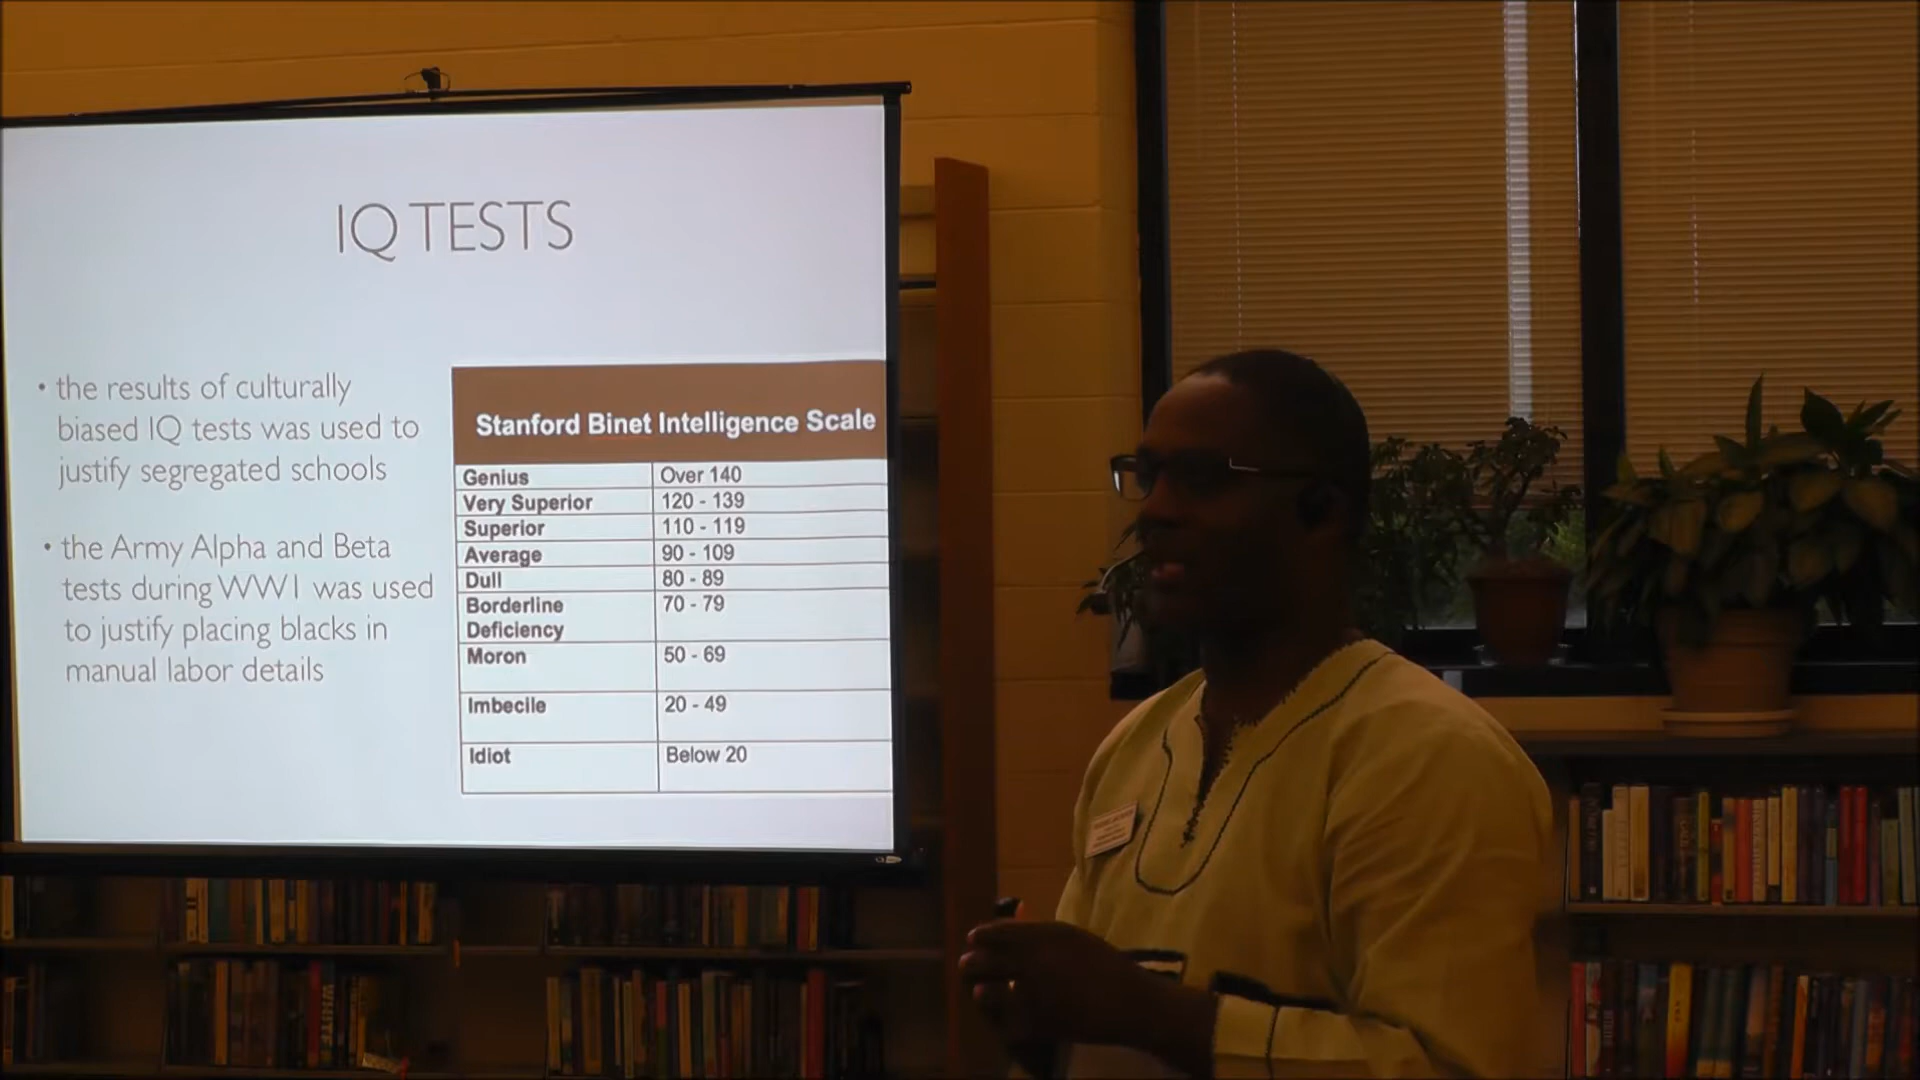 IQ TESTS
• the results of culturally
biased IQ tests was used to
justify segregated schools
• the Army Alpha and Beta
tests during WW1 was used
to justify placing blacks in
manual labor details
Stanford Binet Intelligence Scale
Genius Over 140
Very Superior 120 - 139
Superior 110 - 119
Average 90 - 109
Dull 80 - 89
Borderline 70 - 79
Deficiency
Moron 50 - 69
Imbecile 20 - 49
Idiot Below 20